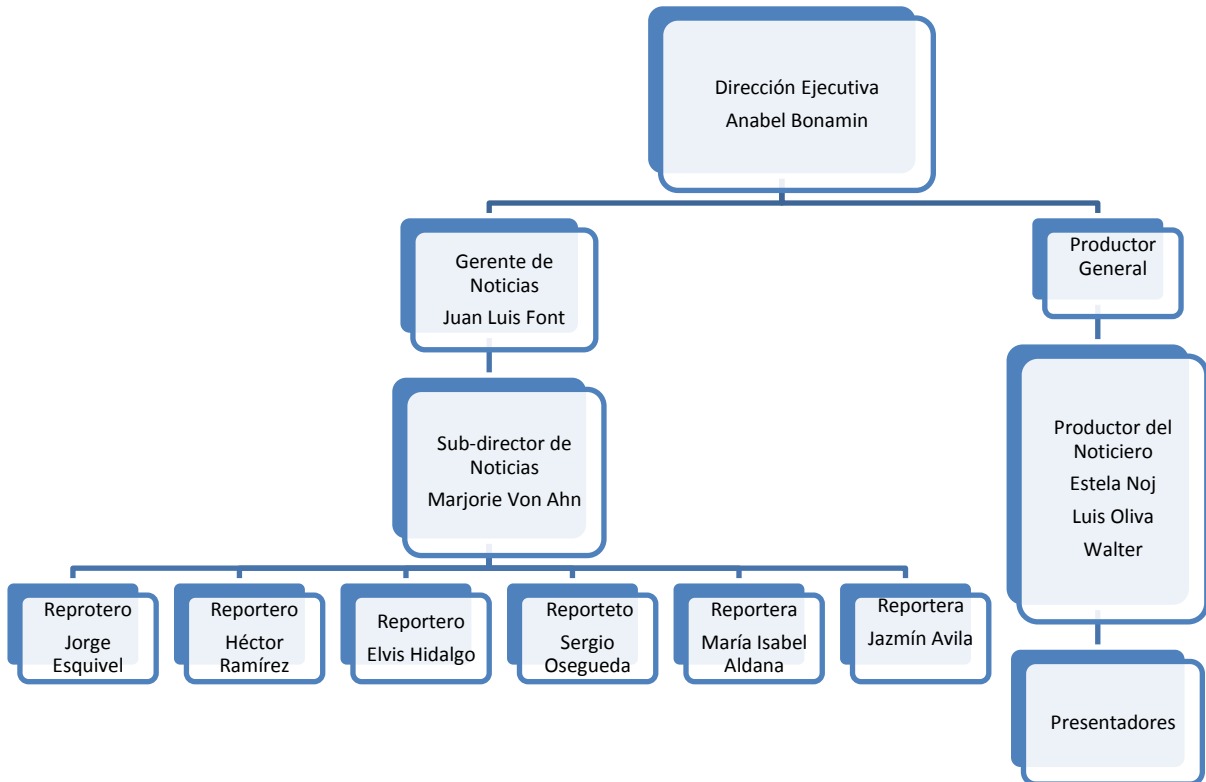 Dirección Ejecutiva
Anabel Bonamin
Gerente de
Noticias
Juan Luis Font
Productor
General
Sub-director de
Noticias
Marjorie Von Ahn
Productor del
Noticiero
Estela Noj
Luis Oliva
Walter
Reprotero
Jorge
Esquivel
Reportero
Héctor
Ramírez
Reportero
Elvis Hidalgo
Reporteto
Sergio
Osegueda
Reportera
María Isabel
Aldana
Reportera
Jazmín Avila
Presentadores